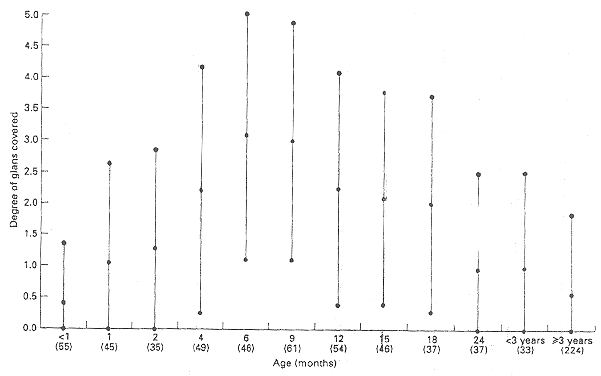 5.0
4.5
4.0
3.5
3.0
2.5
2.0
1.5
1.0
0.5
0.0
Degree of glans covered
<1 1 2 4 6 9 12 15 18 24 <3 years ≥3 years
(55) (45) (35) (49) (46) (61) (54) (46) (37) (37) (33) (224)
Age (months)